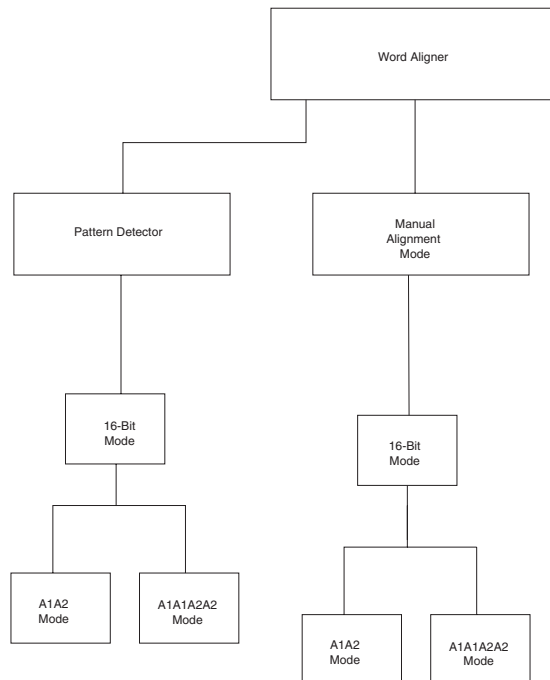 Word Aligner
Pattern Detector
Manual
Alignment
Mode
16-Bit
Mode
16-Bit
Mode
A1A2
Mode
A1A1A2A2
Mode
A1A2
Mode
A1A1A2A2
Mode